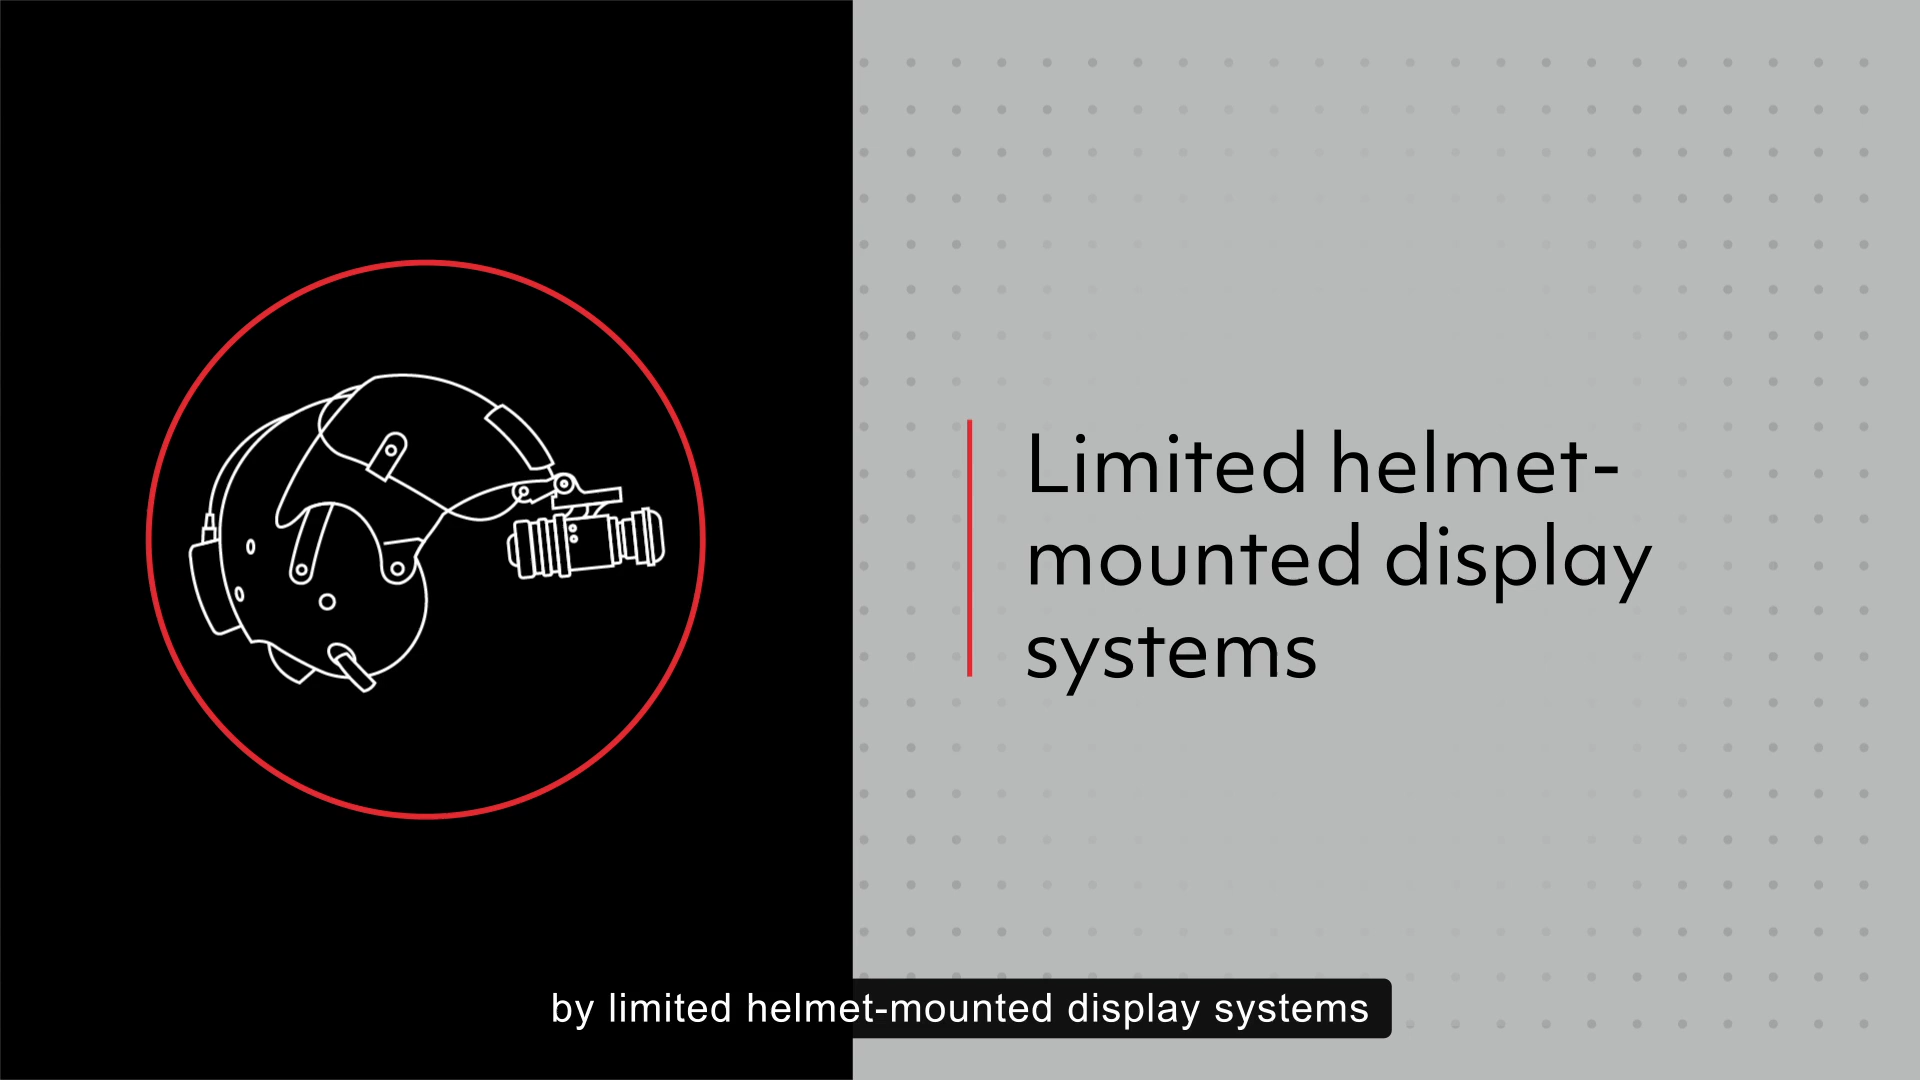 Limited helmet-
mounted display
systems
by limited helmet-mounted display systems